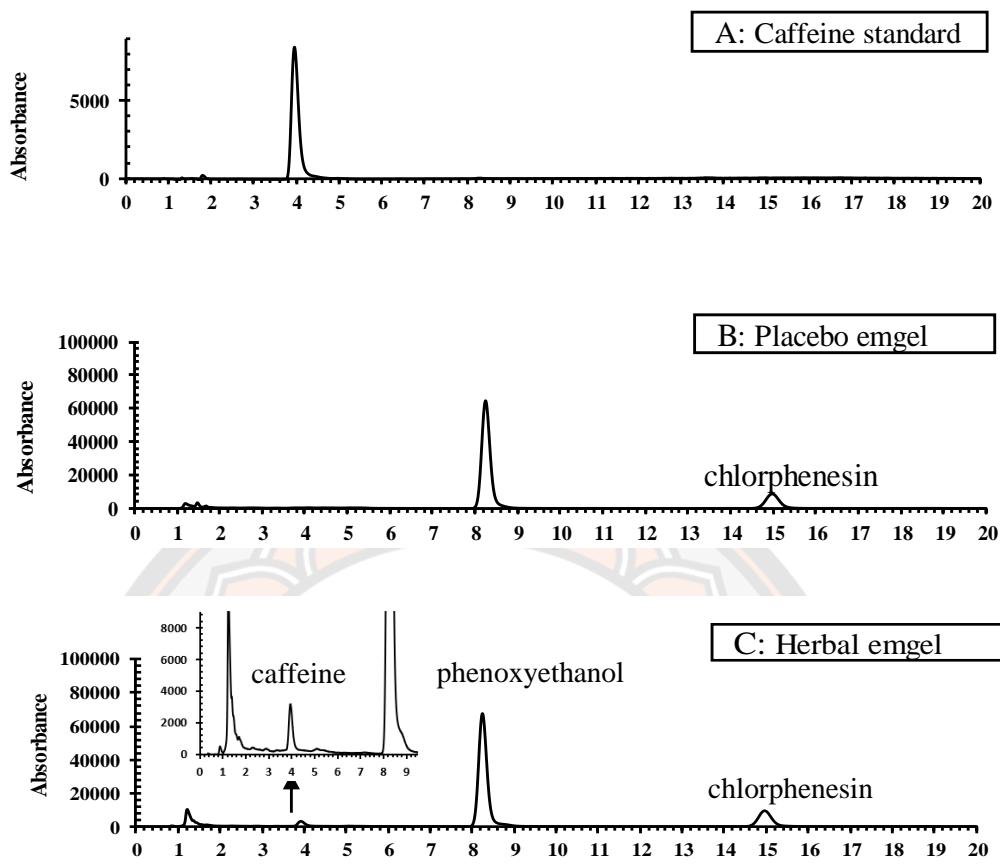 A: Caffeine standard
Absorbance
5000
0
0 1 2 3 4 5 6 7 8 9 10 11 12 13 14 15 16 17 18 19 20
B: Placebo emgel
Absorbance
100000
80000
60000
40000
20000
0
chlorphenesin
0 1 2 3 4 5 6 7 8 9 10 11 12 13 14 15 16 17 18 19 20
C: Herbal emgel
Absorbance
100000
80000
60000
40000
20000
0
8000
6000
4000
2000
0
caffeine
0 1 2 3 4 5 6 7 8 9
phenoxyethanol
chlorphenesin
0 1 2 3 4 5 6 7 8 9 10 11 12 13 14 15 16 17 18 19 20